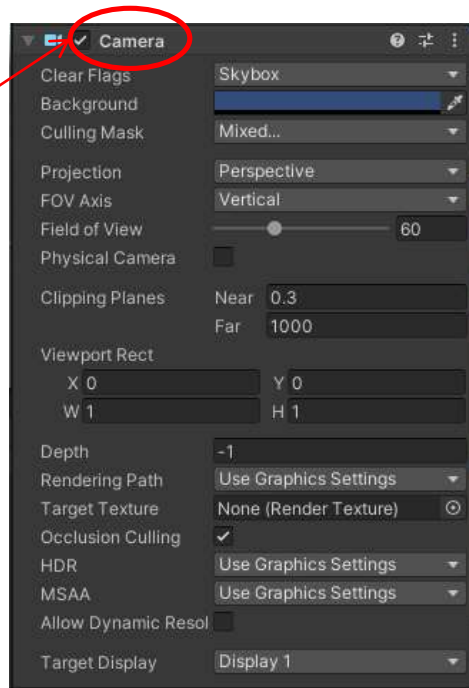 Camera
Clear Flags Skybox
Background
Culling Mask Mixed...
Projection Perspective
FOV Axis Vertical
Field of View 60
Physical Camera
Clipping Planes Near 0.3
Far 1000
Viewport Rect
X 0 Y 0
W 1 H 1
Depth -1
Rendering Path Use Graphics Settings
Target Texture None (Render Texture)
Occlusion Culling
HDR Use Graphics Settings
MSAA Use Graphics Settings
Allow Dynamic Resol
Target Display Display 1